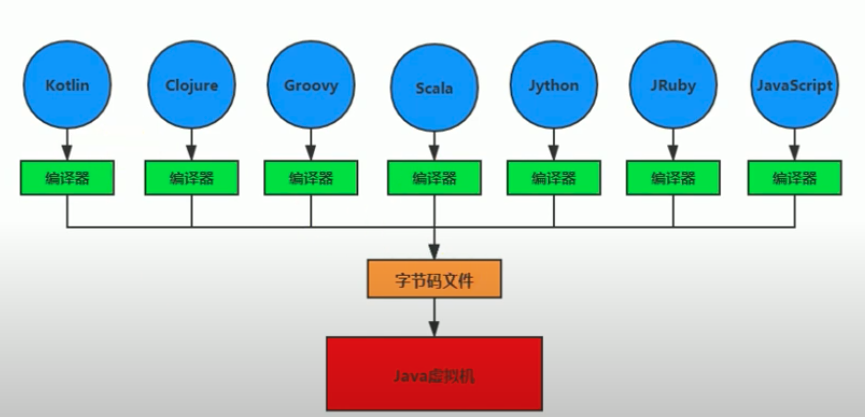 Kotlin
Clojure
Groovy
Scala
Jython
JRuby
JavaScript
编译器
编译器
编译器
编译器
编译器
编译器
编译器
字节码文件
Java虚拟机